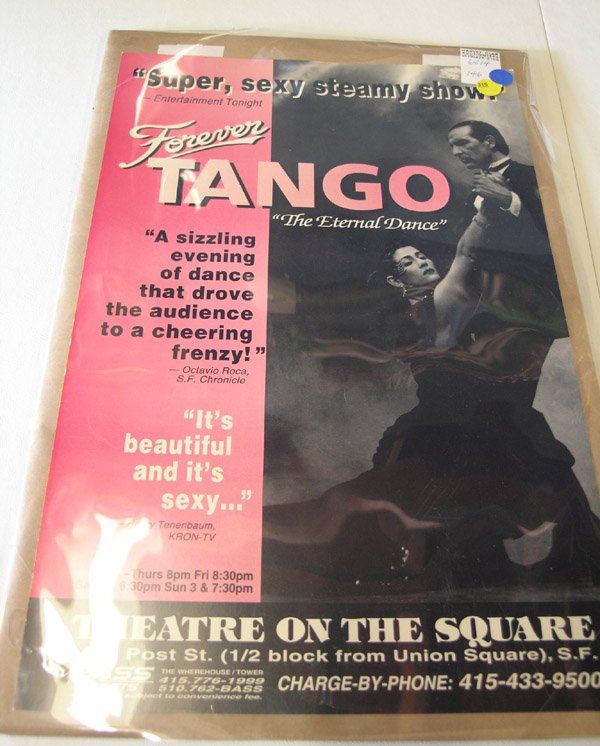 "Super, sexy steamy show!"
— Entertainment Tonight
Forever
TANGO
"The Eternal Dance"
"A sizzling
evening
of dance
that drove
the audience
to a cheering
frenzy!"
— Octavio Roca,
S.F. Chronicle
"It's
beautiful
and it's
sexy..."
Tenenbaum,
KRON-TV
Thurs 8pm Fri 8:30pm
8:30pm Sun 3 & 7:30pm
THEATRE ON THE SQUARE
Post St. (1/2 block from Union Square), S.F.
BASS THE WHEREHOUSE / TOWER
415.776-1999
510.762-BASS
subject to convenience fee.
CHARGE-BY-PHONE: 415-433-9500